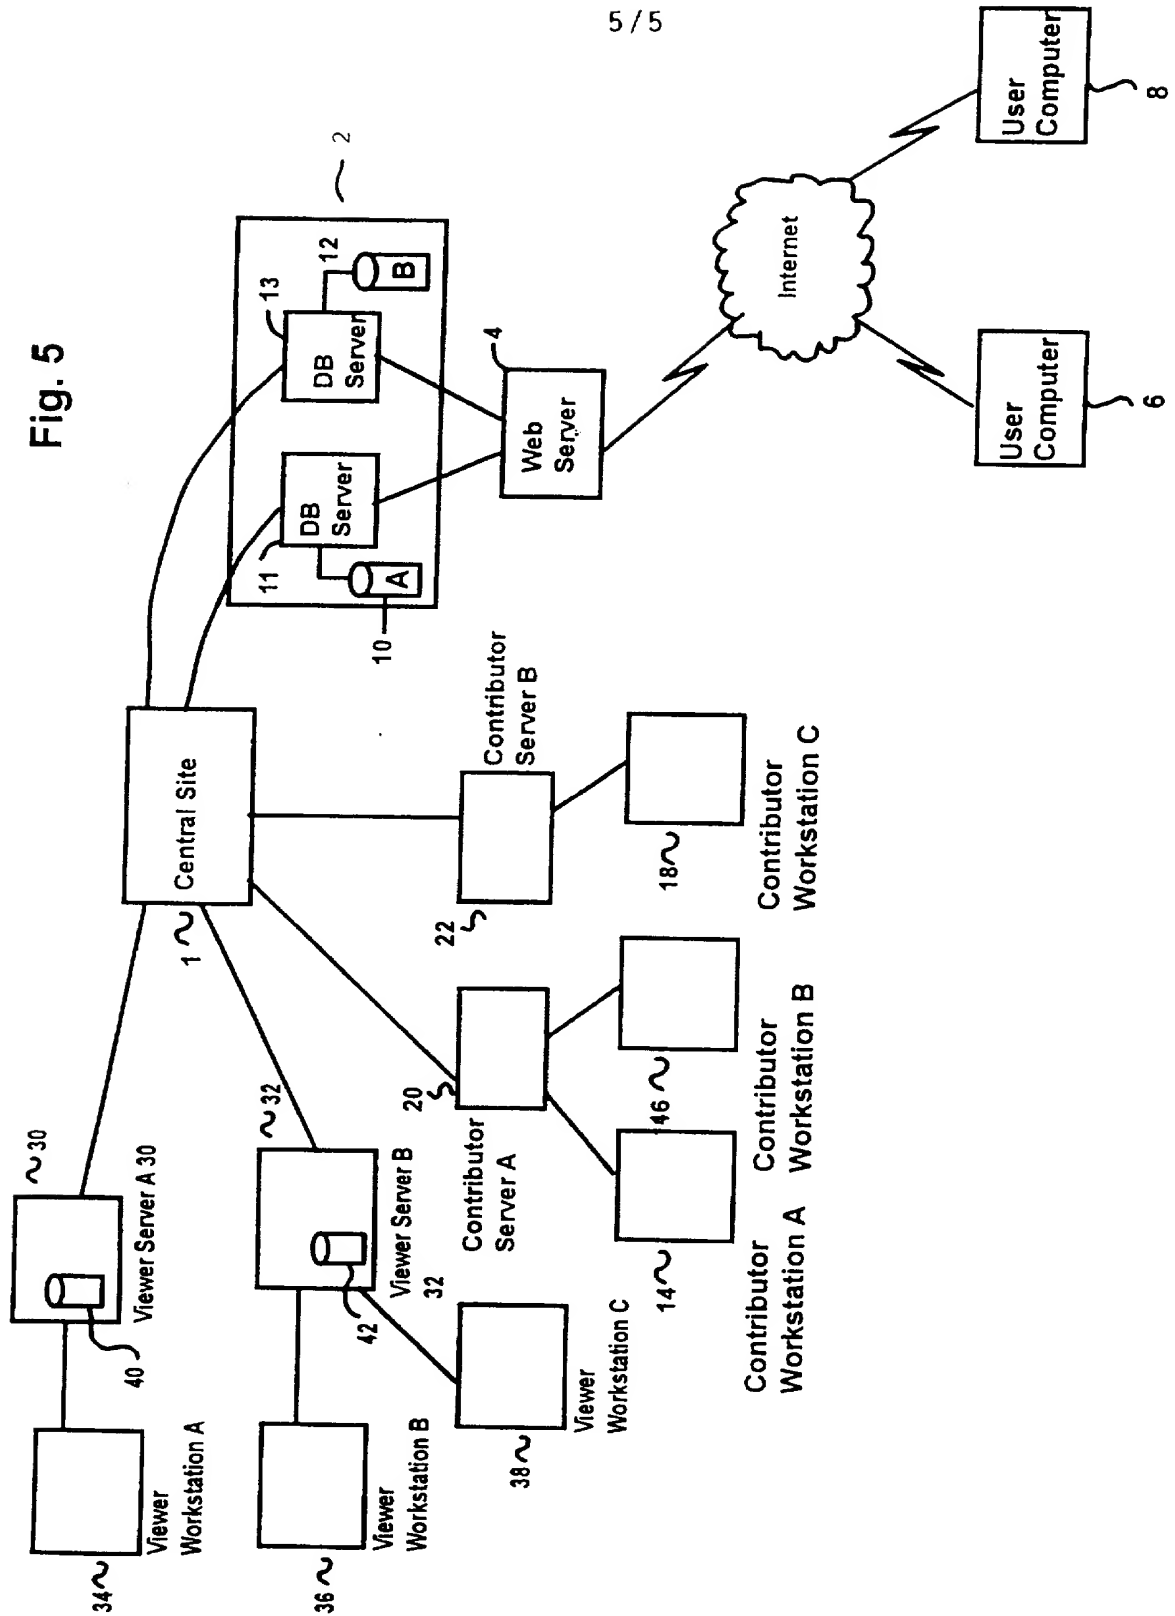 5/5
Fig. 5
30
Viewer Server A 30
40
Viewer
Workstation A
34
32
Viewer Server B
32
42
Viewer
Workstation B
36
Viewer
Workstation C
38
Central Site
1
20
Contributor
Server A
22
Contributor
Server B
14
Contributor
Workstation A
46
Contributor
Workstation B
18
Contributor
Workstation C
2
11
DB
Server
10
A
13
DB
Server
12
B
4
Web
Server
Internet
User
Computer
6
User
Computer
8